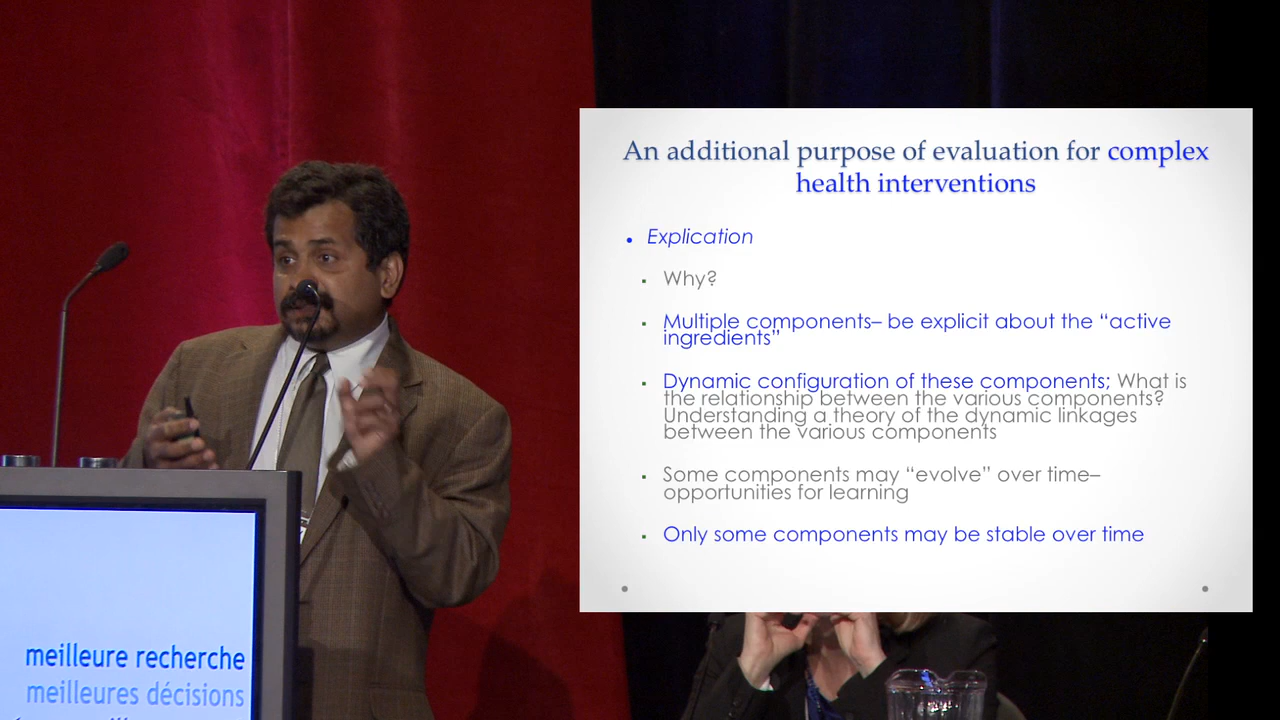 An additional purpose of evaluation for complex
health interventions
Explication
Why?
Multiple components– be explicit about the “active
ingredients”
Dynamic configuration of these components; What is
the relationship between the various components?
Understanding a theory of the dynamic linkages
between the various components
Some components may “evolve” over time–
opportunities for learning
Only some components may be stable over time
meilleure recherche
meilleures décisions